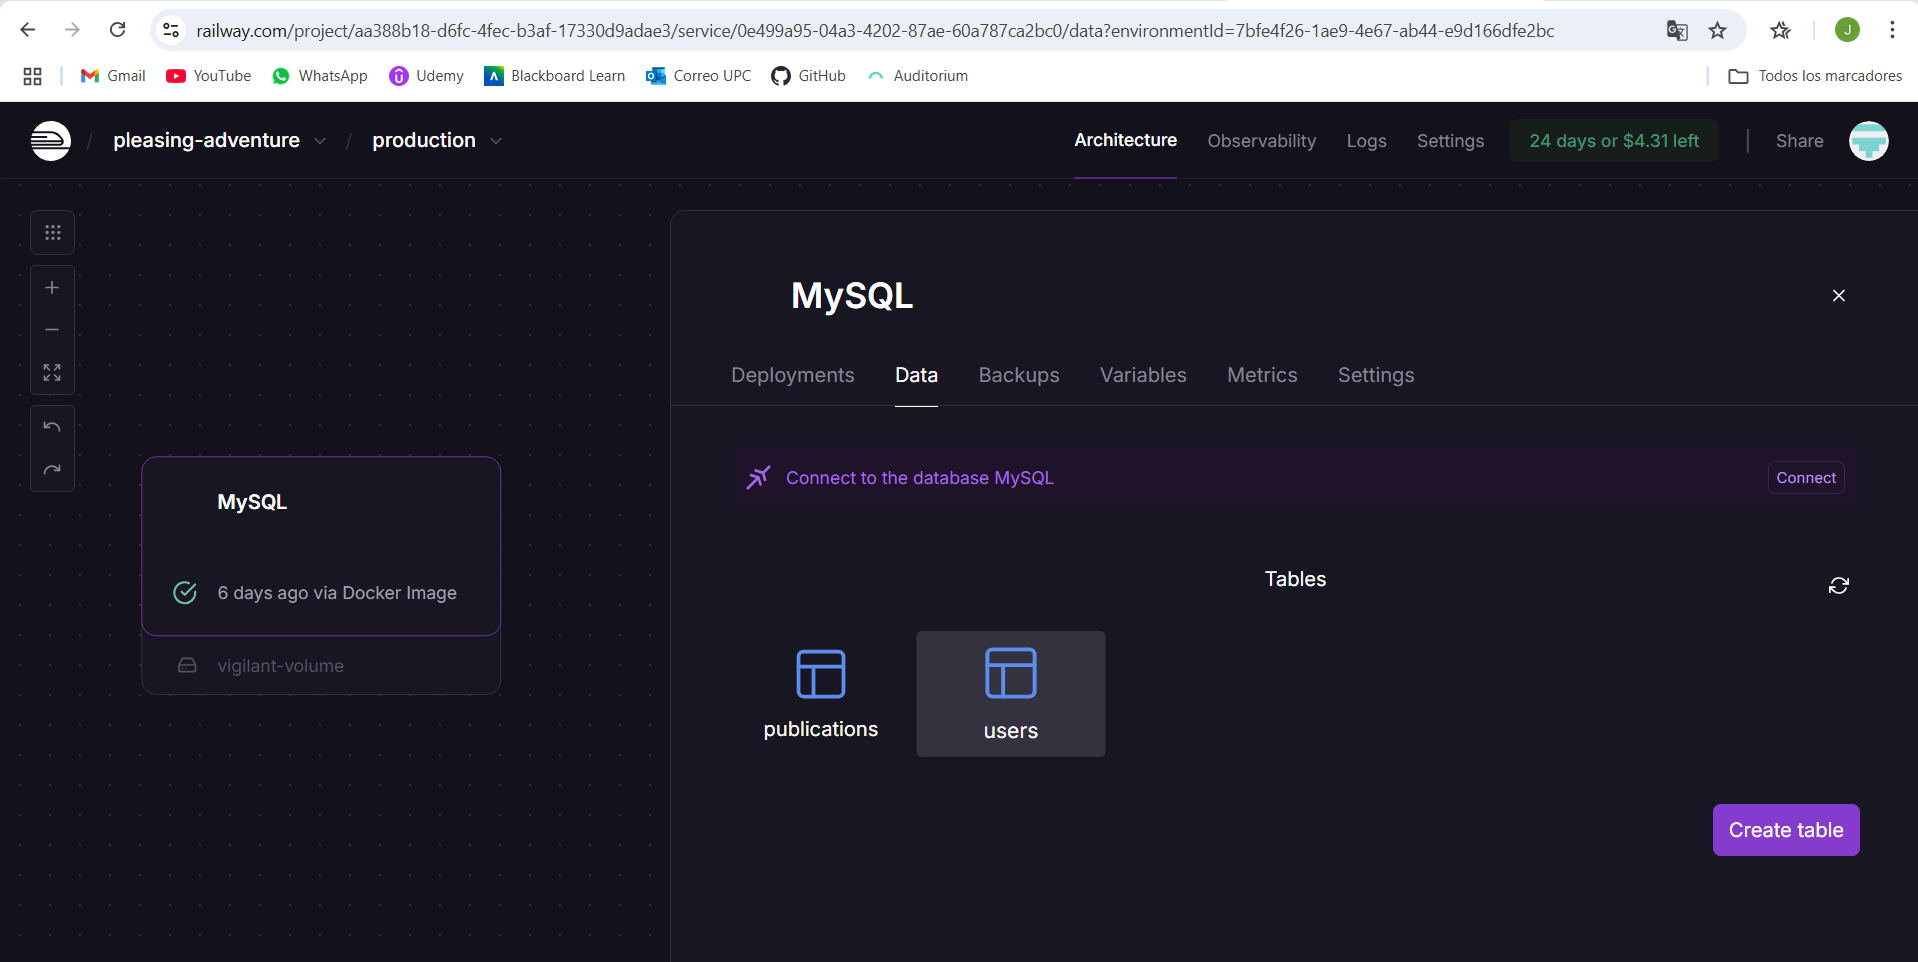 railway.com/project/aa388b18-d6fc-4fec-b3af-17330d9adae3/service/0e499a95-04a3-4202-87ae-60a787ca2bc0/data?environmentId=7bfe4f26-1ae9-4e67-ab44-e9d166dfe2bc
J
Gmail YouTube WhatsApp Udemy Blackboard Learn Correo UPC GitHub Auditorium Todos los marcadores
/ pleasing-adventure / production Architecture Observability Logs Settings 24 days or $4.31 left Share
MySQL
Deployments Data Backups Variables Metrics Settings
Connect to the database MySQL Connect
Tables
publications users
Create table
MySQL
6 days ago via Docker Image
vigilant-volume